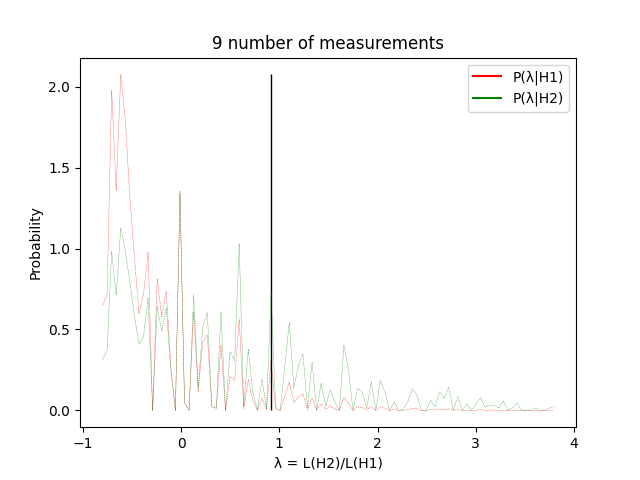 9 number of measurements
P(λ|H1)
P(λ|H2)
Probability
2.0
1.5
1.0
0.5
0.0
−1
0
1
2
3
4
λ = L(H2)/L(H1)